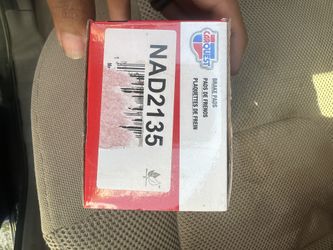 CARQUEST
BRAKE PADS
PADS DE FRENOS
PLAQUETTES DE FREIN
NAD2135